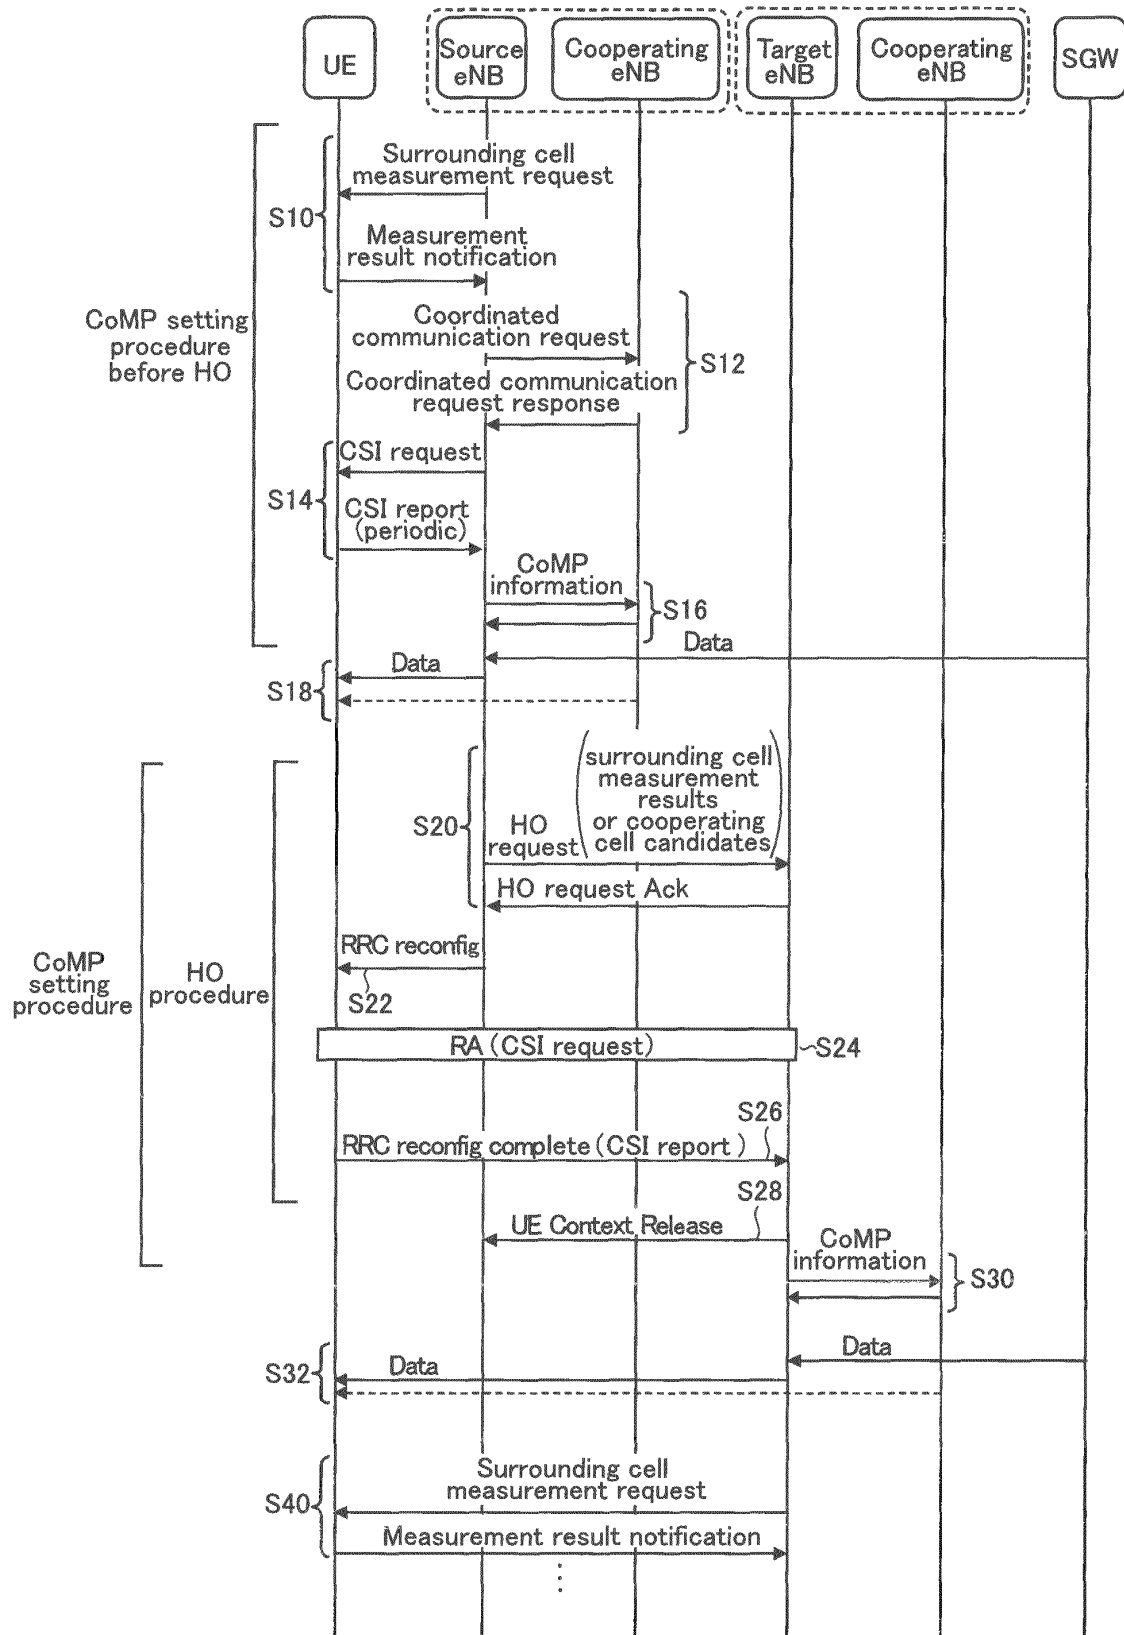 UE
Source
eNB
Cooperating
eNB
Target
eNB
Cooperating
eNB
SGW
Surrounding cell
measurement request
S10
Measurement
result notification
CoMP setting
procedure
before HO
Coordinated
communication request
S12
Coordinated communication
request response
CSI request
S14
CSI report
(periodic)
CoMP
information
S16
Data
Data
S18
(surrounding cell
measurement
results
or cooperating
cell candidates)
S20
HO
request
HO request Ack
RRC reconfig
S22
CoMP
setting
procedure
HO
procedure
RA (CSI request)
S24
S26
RRC reconfig complete (CSI report )
S28
UE Context Release
CoMP
information
S30
Data
S32
Data
Surrounding cell
measurement request
S40
Measurement result notification